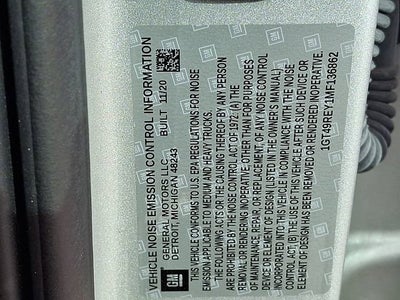 VEHICLE NOISE EMISSION CONTROL INFORMATION
GENERAL MOTORS LLC BUILT 11/20
DETROIT, MICHIGAN 48243
THIS VEHICLE CONFORMS TO U.S. EPA REGULATIONS FOR NOISE
EMISSION APPLICABLE TO MEDIUM AND HEAVY TRUCKS.
THE FOLLOWING ACTS OR THE CAUSING THEREOF BY ANY PERSON
ARE PROHIBITED BY THE NOISE CONTROL ACT OF 1972: (A) THE
REMOVAL OR RENDERING INOPERATIVE, OTHER THAN FOR PURPOSES
OF MAINTENANCE, REPAIR, OR REPLACEMENT, OF ANY NOISE CONTROL
DEVICE OR ELEMENT OF DESIGN (LISTED IN THE OWNER'S MANUAL)
INCORPORATED INTO THIS VEHICLE IN COMPLIANCE WITH THE NOISE
CONTROL ACT; (B) THE USE OF THIS VEHICLE AFTER SUCH DEVICE OR
ELEMENT OF DESIGN HAS BEEN REMOVED OR RENDERED INOPERATIVE.
1GT49REY1MF136862
GM